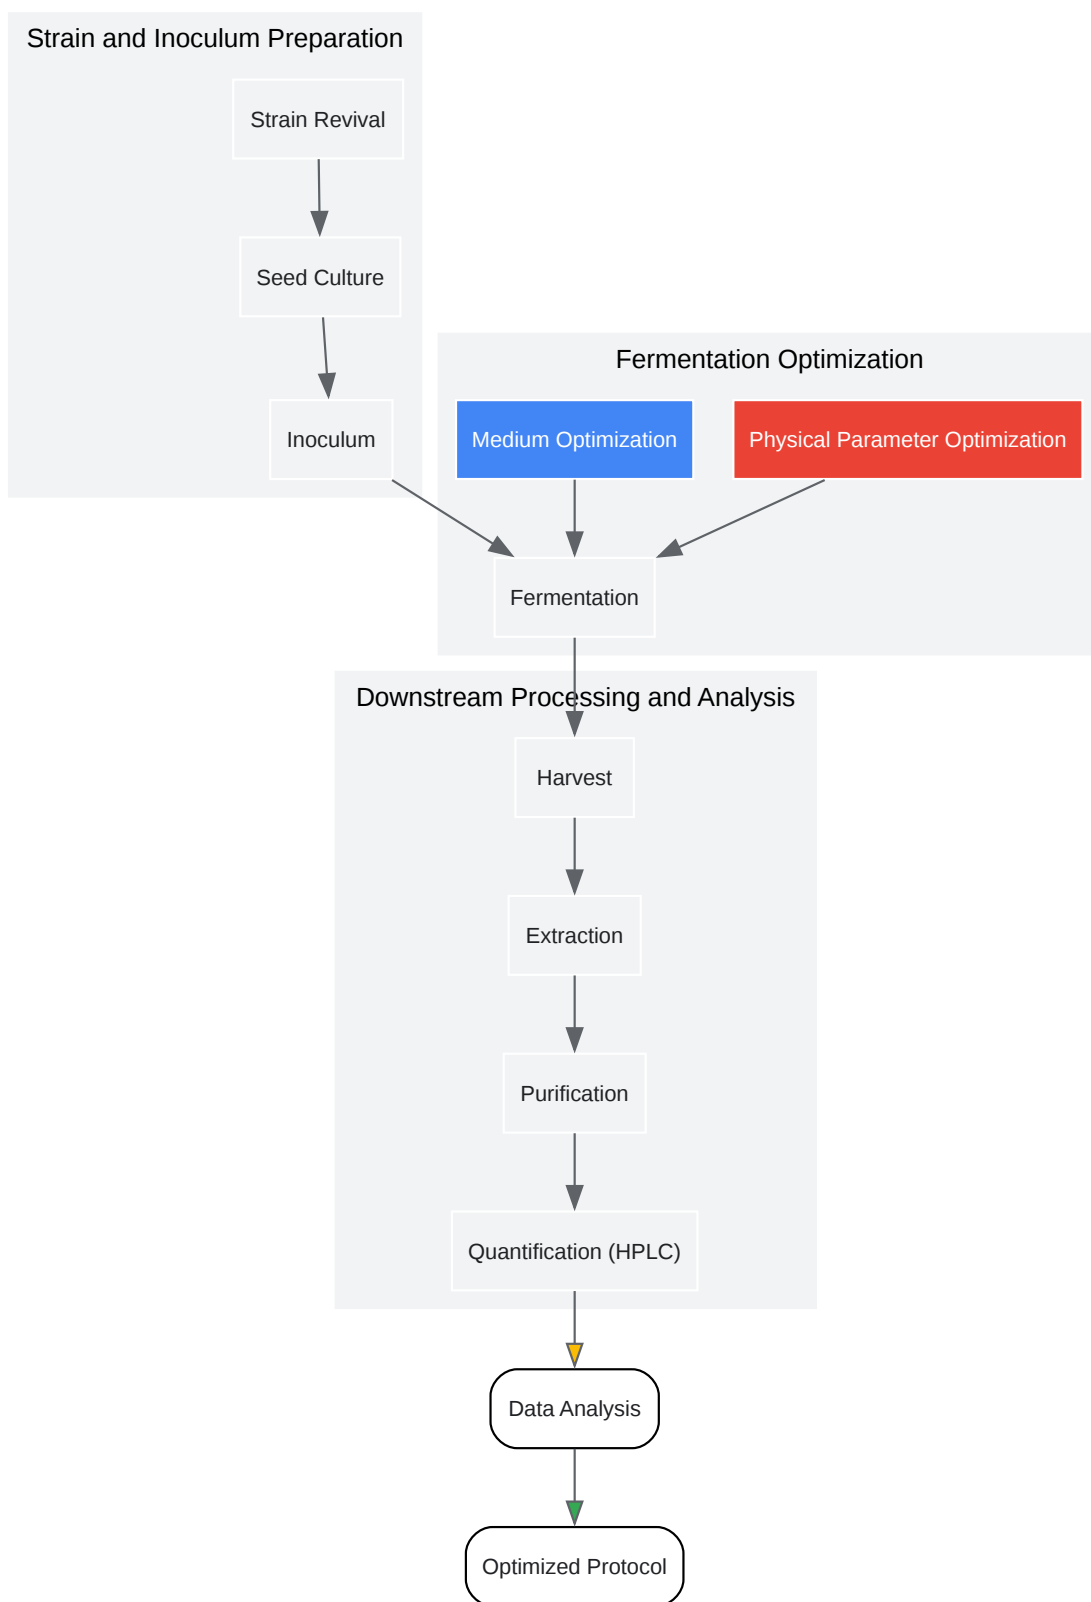 Strain and Inoculum Preparation
Strain Revival
Seed Culture
Inoculum
Fermentation Optimization
Medium Optimization
Physical Parameter Optimization
Fermentation
Downstream Processing and Analysis
Harvest
Extraction
Purification
Quantification (HPLC)
Data Analysis
Optimized Protocol